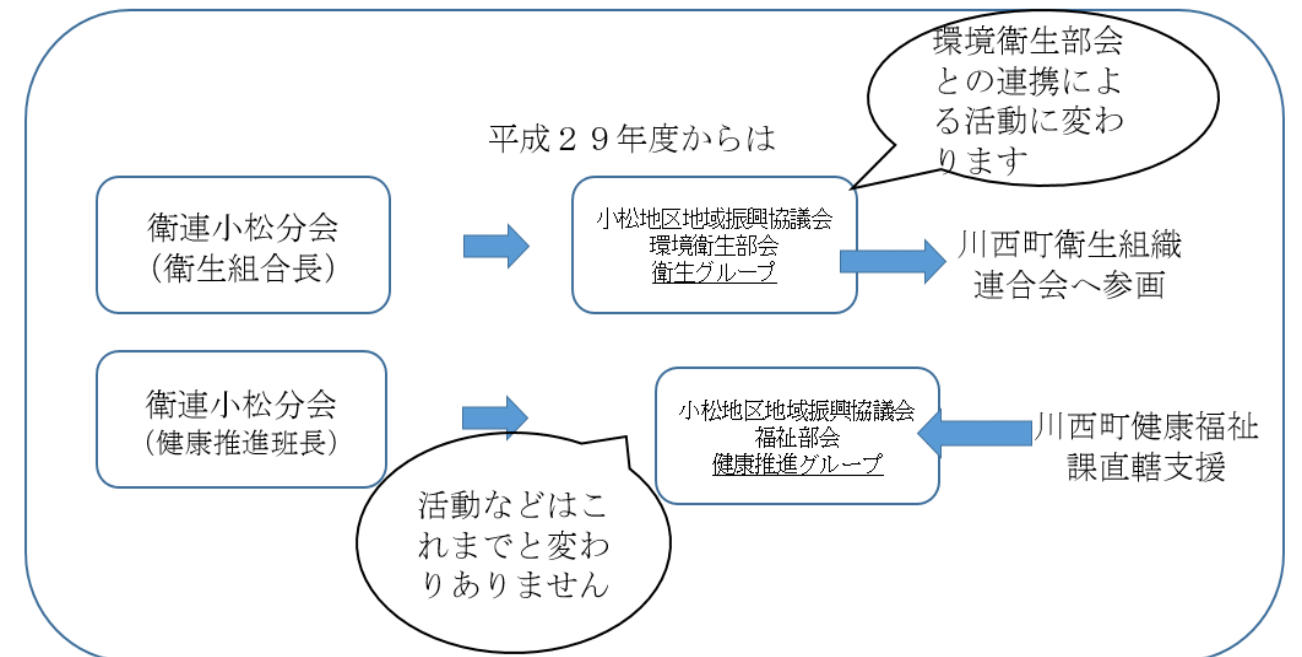 環境衛生部会
との連携によ
る活動に変わ
ります
平成２９年度からは
衛連小松分会
（衛生組合長）
小松地区地域振興協議会
環境衛生部会
衛生グループ
川西町衛生組織
連合会へ参画
衛連小松分会
（健康推進班長）
小松地区地域振興協議会
福祉部会
健康推進グループ
川西町健康福祉
課直轄支援
活動などはこ
れまでと変わ
りありません